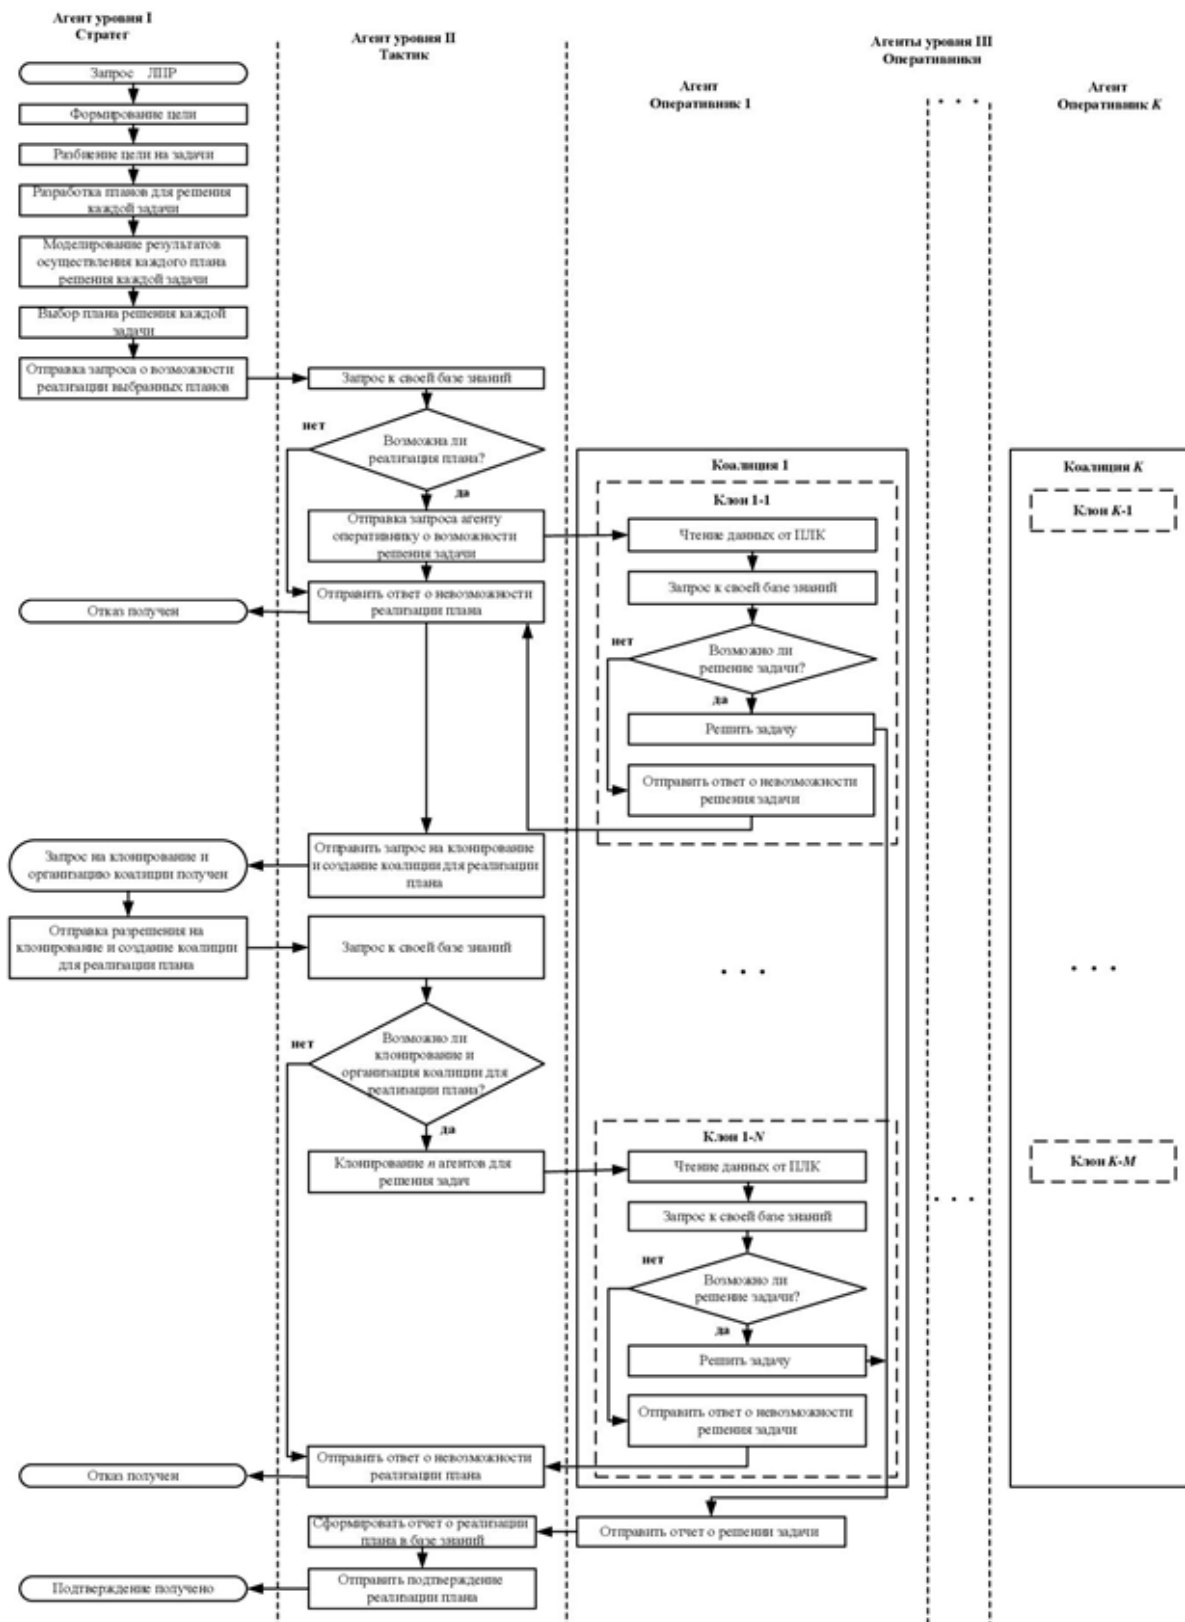 Агент уровня I
Стратег
Агент уровня II
Тактик
Агенты уровня III
Оперативники
Агент
Оперативник 1
. . .
Агент
Оперативник K
Запрос ЛПР
Формирование цели
Разбиение цели на задачи
Разработка планов для решения
каждой задачи
Моделирование результатов
осуществления каждого плана
решения каждой задачи
Выбор плана решения каждой
задачи
Отправка запроса о возможности
реализации выбранных планов
Запрос к своей базе знаний
нет
Возможна ли
реализация плана?
да
Отправка запроса агенту
оперативнику о возможности
решения задачи
Отправить ответ о невозможности
реализации плана
Отказ получен
Коалиция 1
Клон 1-1
Чтение данных от ПЛК
Запрос к своей базе знаний
нет
Возможно ли
решение задачи?
да
Решить задачу
Отправить ответ о невозможности
решения задачи
Коалиция K
Клон K-1
Отправить запрос на клонирование
и создание коалиции для реализации
плана
Запрос на клонирование и
организацию коалиции получен
Отправка разрешения на
клонирование и создание коалиции
для реализации плана
Запрос к своей базе знаний
. . .
. . .
нет
Возможно ли
клонирование и
организация коалиции для
реализации плана?
да
Клонирование n агентов для
решения задач
Клон 1-N
Чтение данных от ПЛК
Запрос к своей базе знаний
нет
Возможно ли
решение задачи?
да
Решить задачу
Отправить ответ о невозможности
решения задачи
. . .
Клон K-M
Отправить ответ о невозможности
реализации плана
Отказ получен
Отправить отчет о решении задачи
Сформировать отчет о реализации
плана в базе знаний
Отправить подтверждение
реализации плана
Подтверждение получено